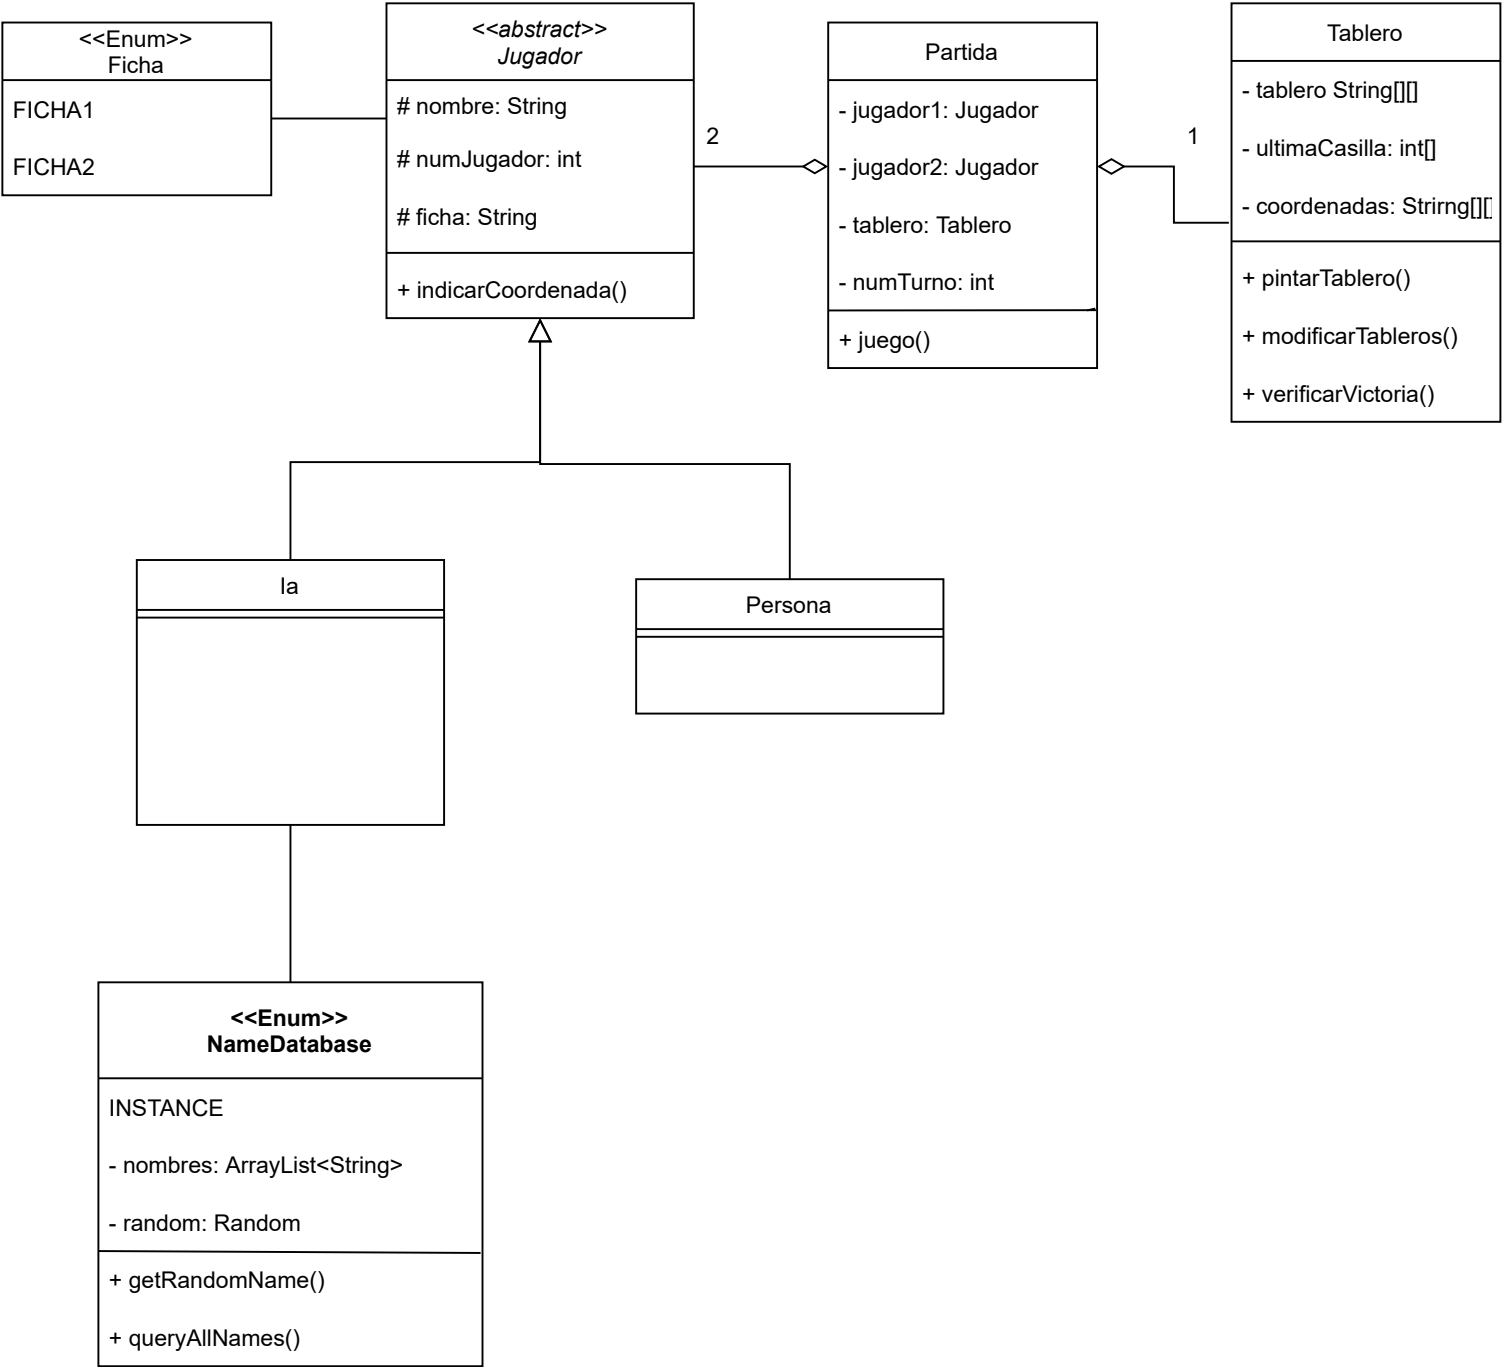 <<Enum>>
Ficha
FICHA1
FICHA2
<<abstract>>
Jugador
# nombre: String
# numJugador: int
# ficha: String
+ indicarCoordenada()
2
Partida
- jugador1: Jugador
- jugador2: Jugador
- tablero: Tablero
- numTurno: int
+ juego()
1
Tablero
- tablero String[][]
- ultimaCasilla: int[]
- coordenadas: Strirng[][]
+ pintarTablero()
+ modificarTableros()
+ verificarVictoria()
Ia
Persona
<<Enum>>
NameDatabase
INSTANCE
- nombres: ArrayList<String>
- random: Random
+ getRandomName()
+ queryAllNames()